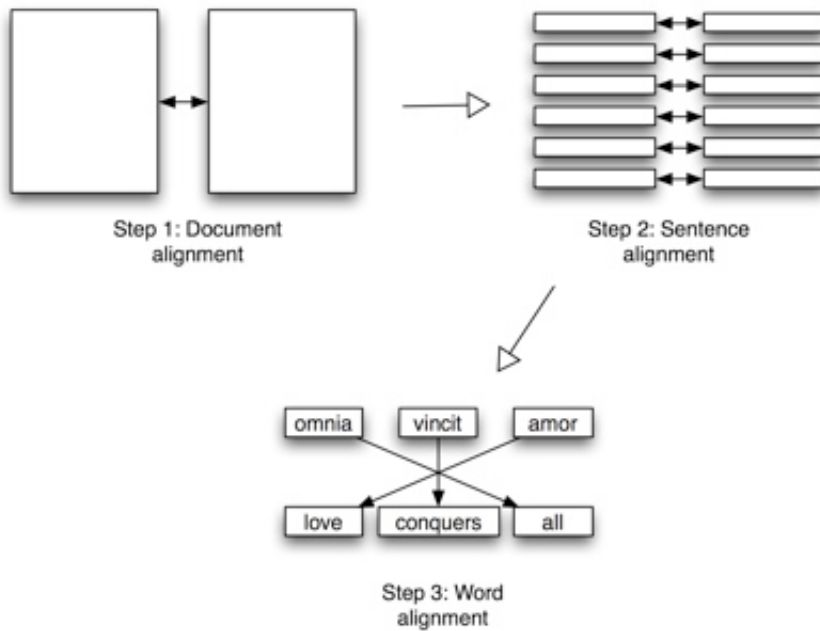 Step 1: Document
alignment
Step 2: Sentence
alignment
omnia vincit amor
love conquers all
Step 3: Word
alignment